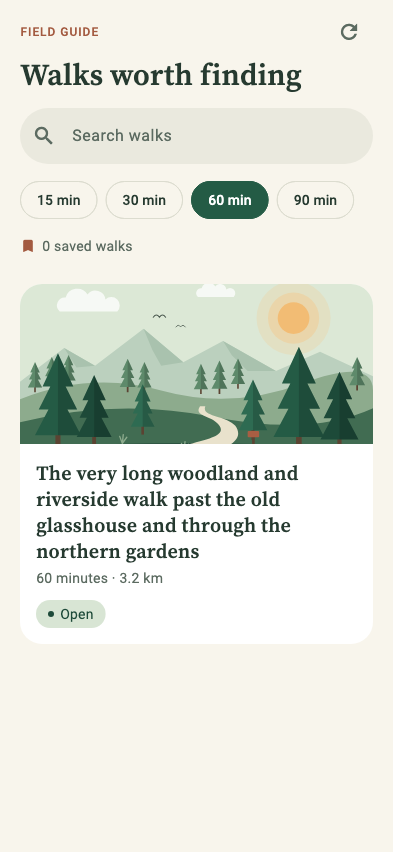 FIELD GUIDE
Walks worth finding
Search walks
15 min
30 min
60 min
90 min
0 saved walks
The very long woodland and
riverside walk past the old
glasshouse and through the
northern gardens
60 minutes · 3.2 km
Open